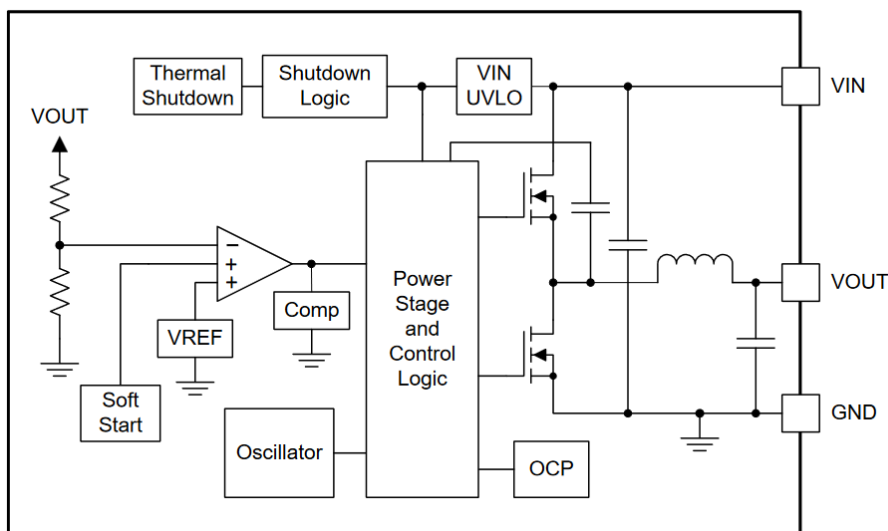 Thermal
Shutdown
Shutdown
Logic
VIN
UVLO
VIN
VOUT
−
+
+
VREF
Comp
Soft
Start
Power
Stage
and
Control
Logic
Oscillator
OCP
VOUT
GND